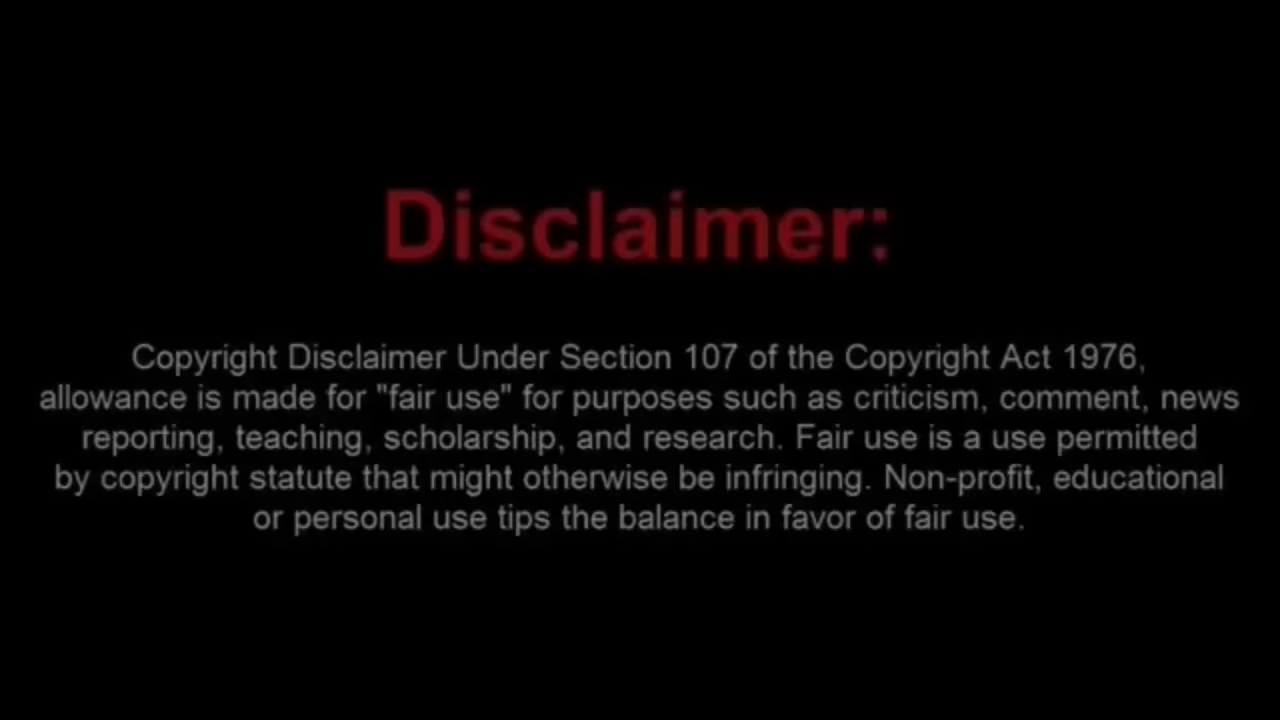 Disclaimer:
Copyright Disclaimer Under Section 107 of the Copyright Act 1976,
allowance is made for "fair use" for purposes such as criticism, comment, news
reporting, teaching, scholarship, and research. Fair use is a use permitted
by copyright statute that might otherwise be infringing. Non-profit, educational
or personal use tips the balance in favor of fair use.